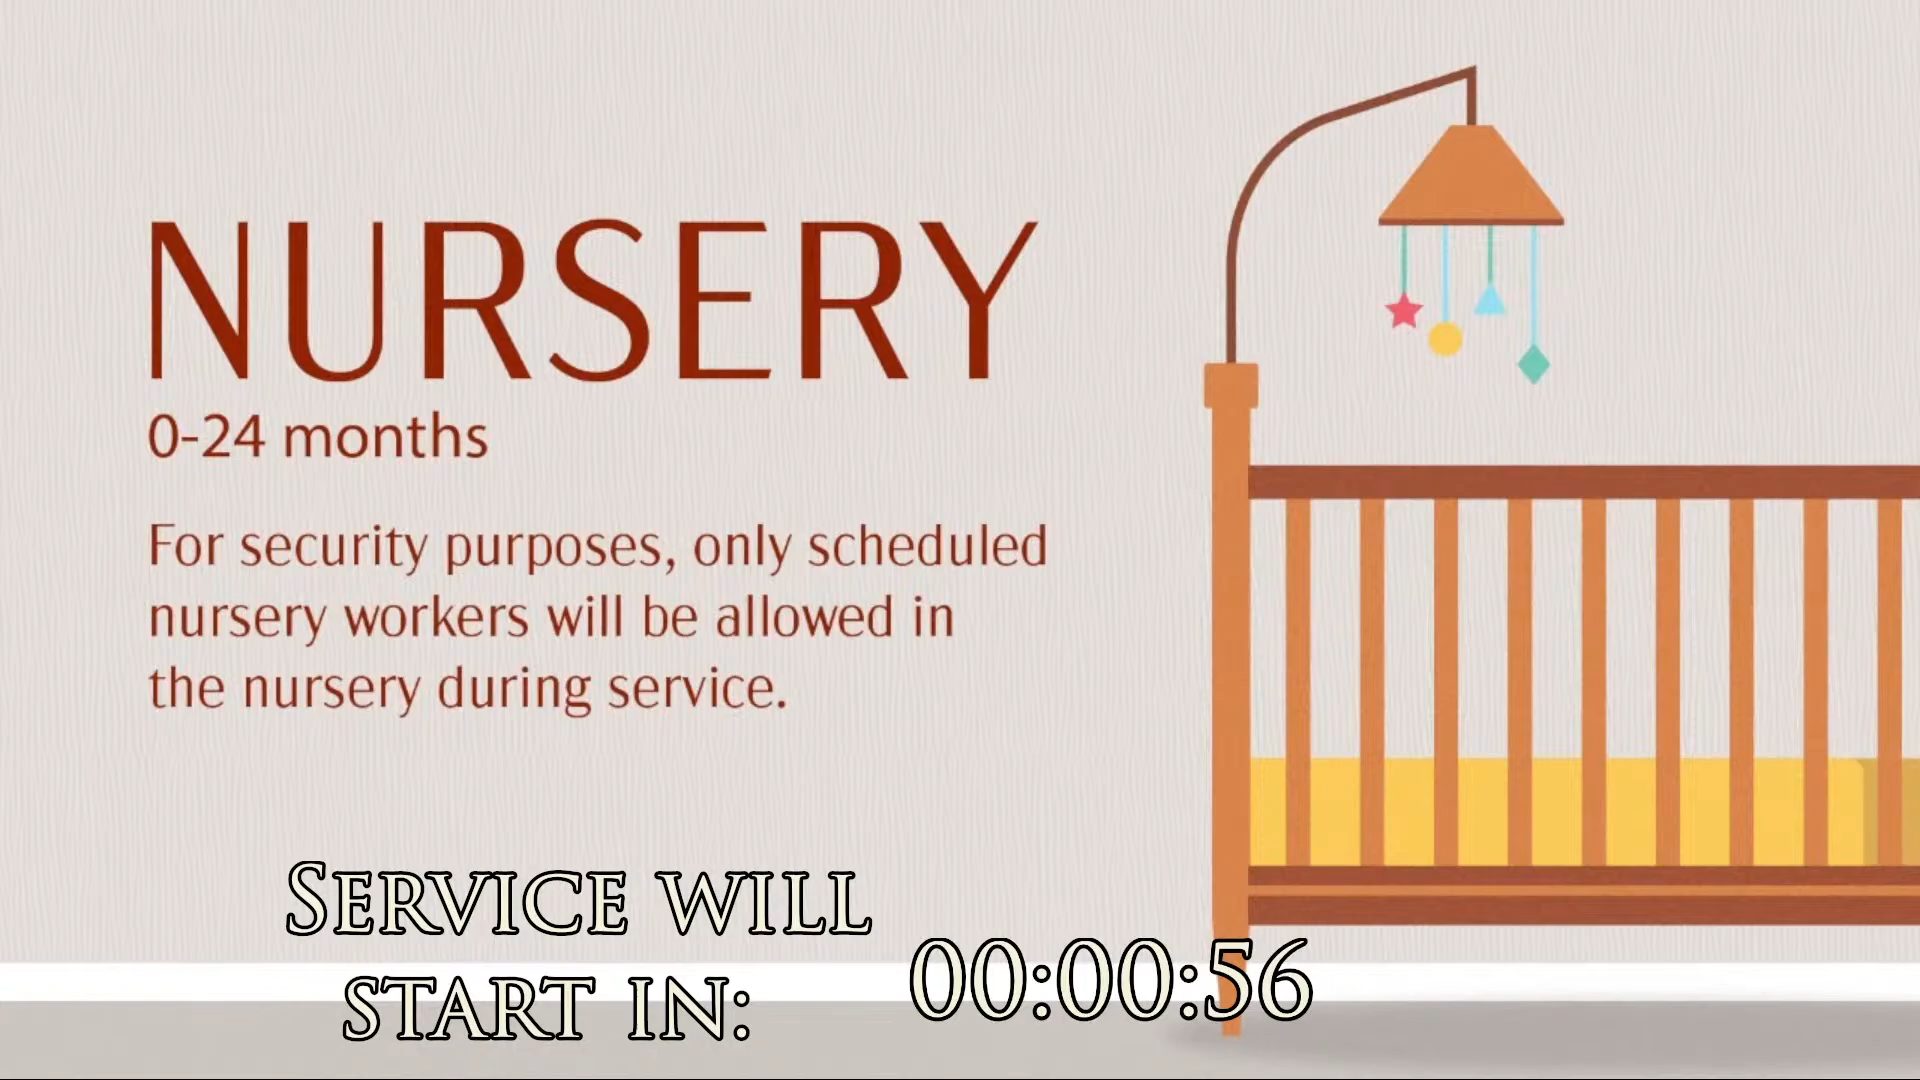 NURSERY
0-24 months
For security purposes, only scheduled
nursery workers will be allowed in
the nursery during service.
SERVICE WILL
START IN:
00:00:56